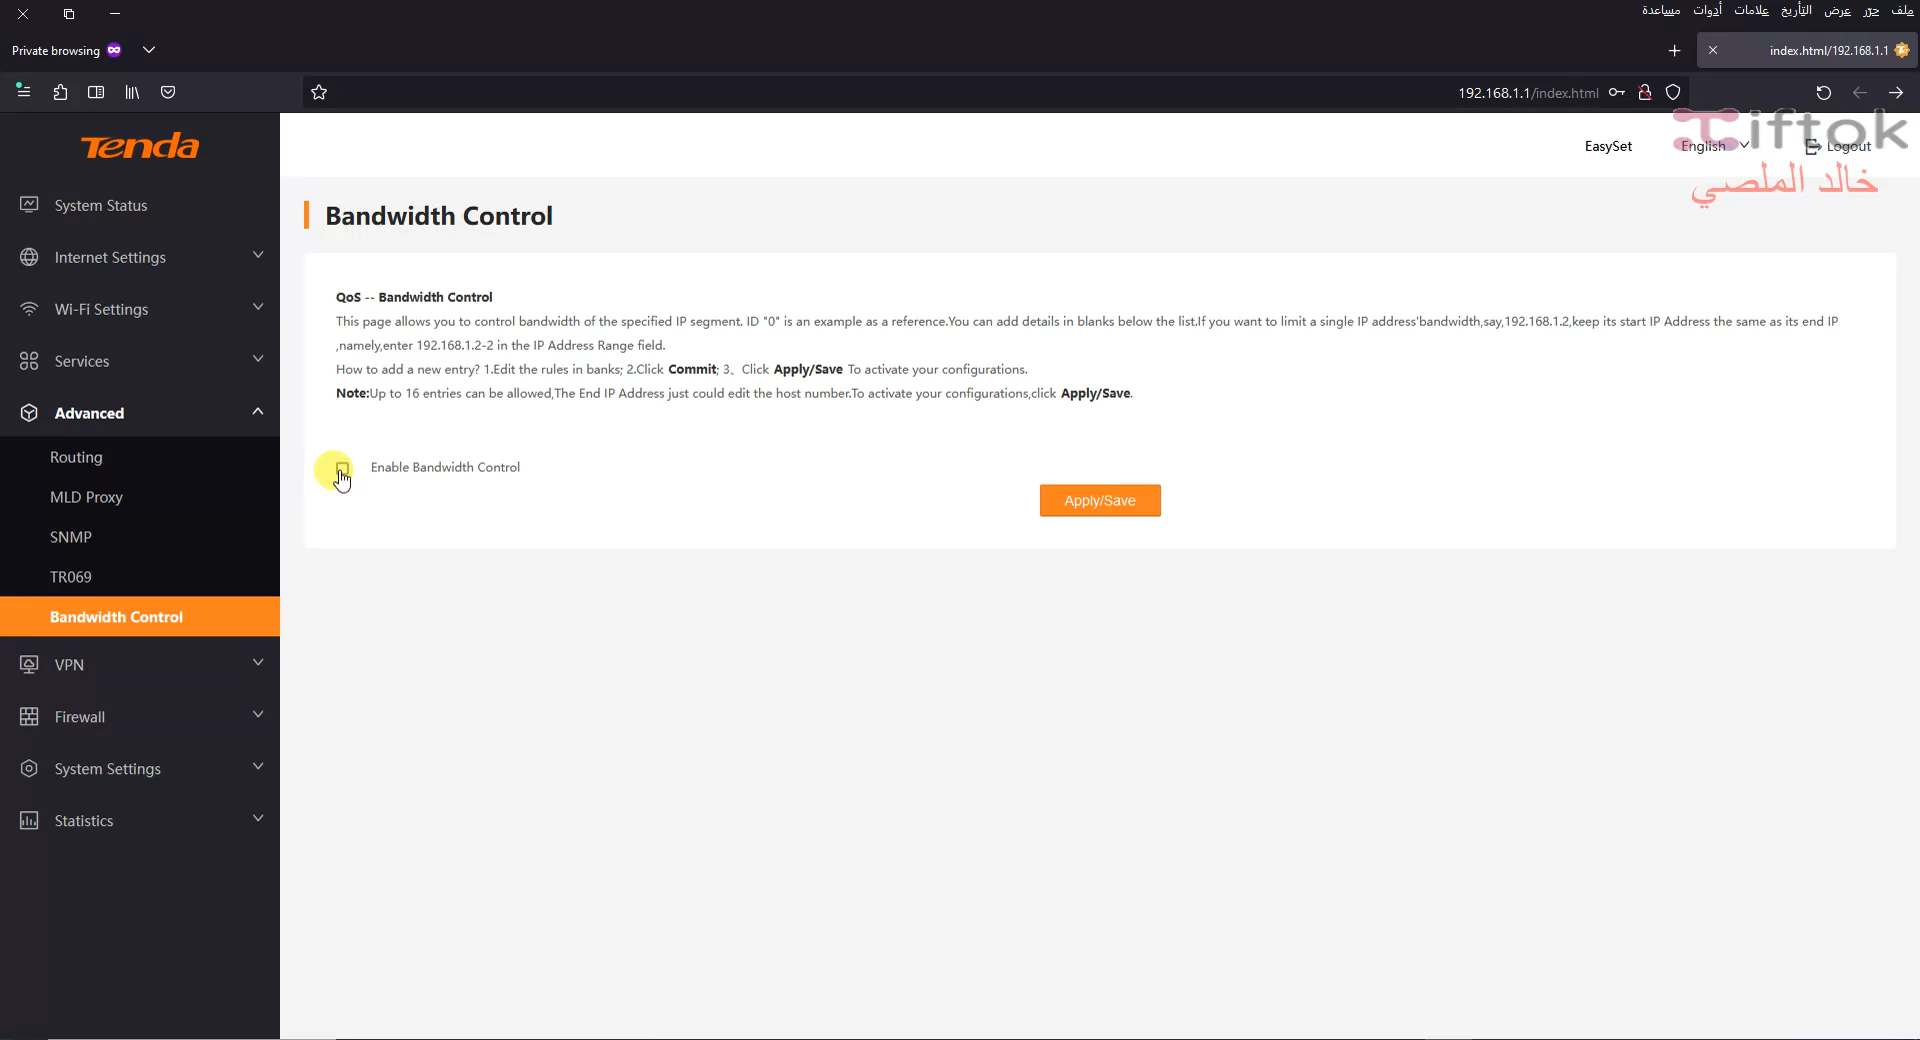 ملف حرّر عرض التأريخ علامات أدوات مساعدة
Private browsing
index.html/192.168.1.1
192.168.1.1/index.html
Tenda
EasySet
English
Logout
iftok
خالد الملصي
System Status
Internet Settings
Wi-Fi Settings
Services
Advanced
Routing
MLD Proxy
SNMP
TR069
Bandwidth Control
VPN
Firewall
System Settings
Statistics
Bandwidth Control
QoS -- Bandwidth Control
This page allows you to control bandwidth of the specified IP segment. ID "0" is an example as a reference.You can add details in blanks below the list.If you want to limit a single IP address'bandwidth,say,192.168.1.2,keep its start IP Address the same as its end IP
,namely,enter 192.168.1.2-2 in the IP Address Range field.
How to add a new entry? 1.Edit the rules in banks; 2.Click Commit; 3、Click Apply/Save To activate your configurations.
Note:Up to 16 entries can be allowed,The End IP Address just could edit the host number.To activate your configurations,click Apply/Save.
Enable Bandwidth Control
Apply/Save